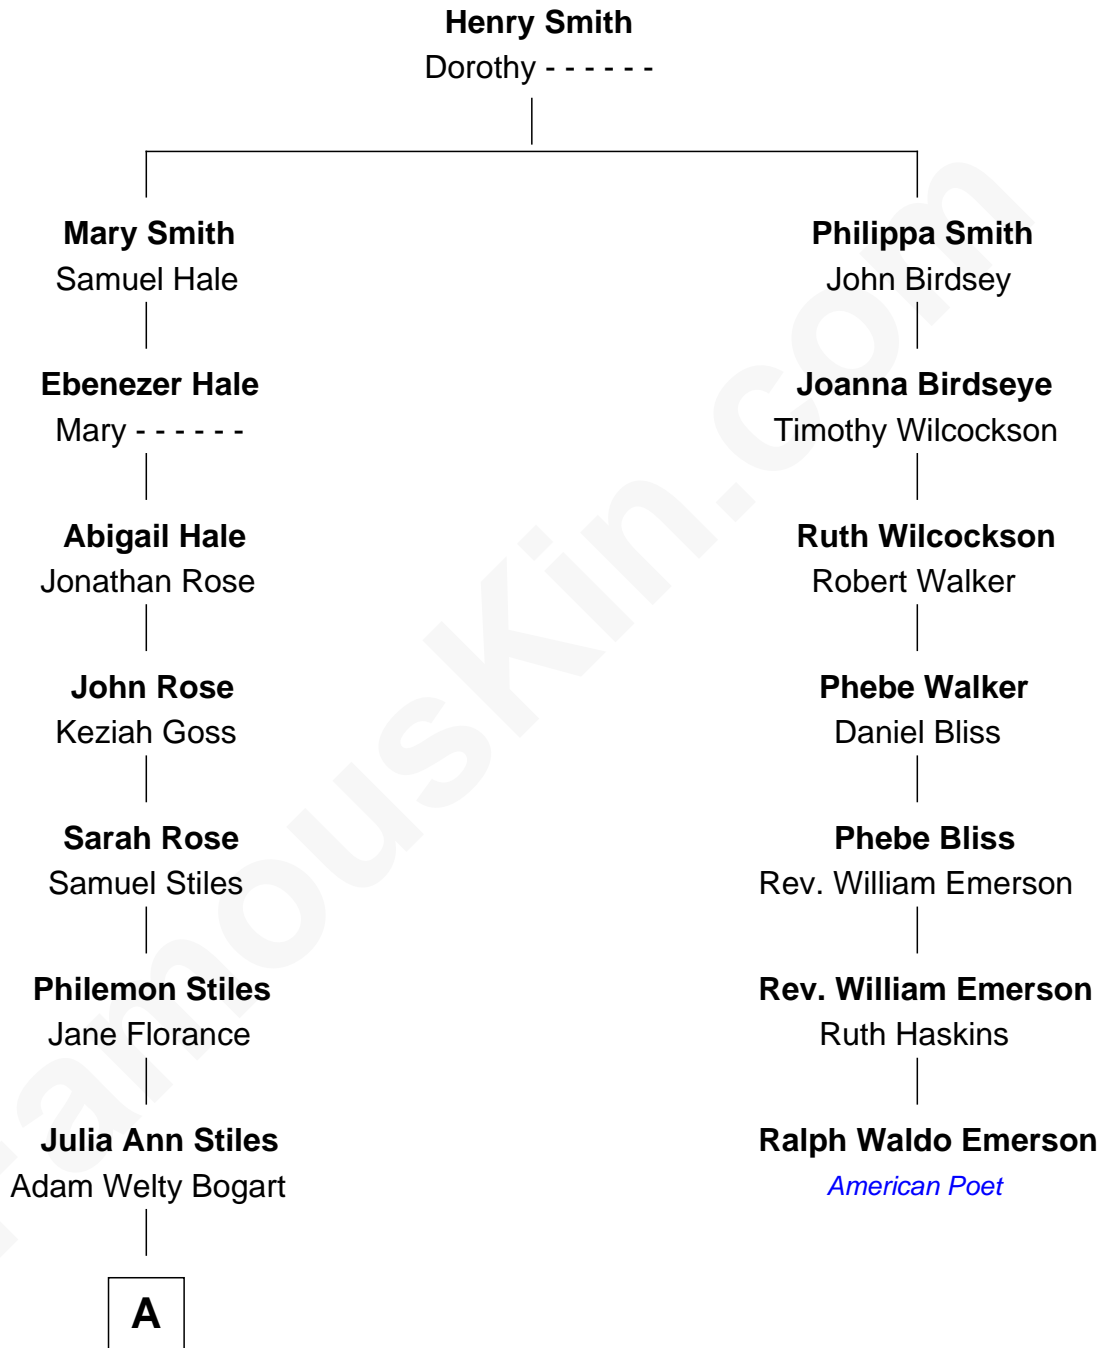 Henry Smith
Dorothy - - - - - -
Mary Smith
Samuel Hale
Philippa Smith
John Birdsey
Ebenezer Hale
Mary - - - - - -
Joanna Birdseye
Timothy Wilcockson
Abigail Hale
Jonathan Rose
Ruth Wilcockson
Robert Walker
John Rose
Keziah Goss
Phebe Walker
Daniel Bliss
Sarah Rose
Samuel Stiles
Phebe Bliss
Rev. William Emerson
Philemon Stiles
Jane Florance
Rev. William Emerson
Ruth Haskins
Julia Ann Stiles
Adam Welty Bogart
Ralph Waldo Emerson
American Poet
A
FamousKin.com